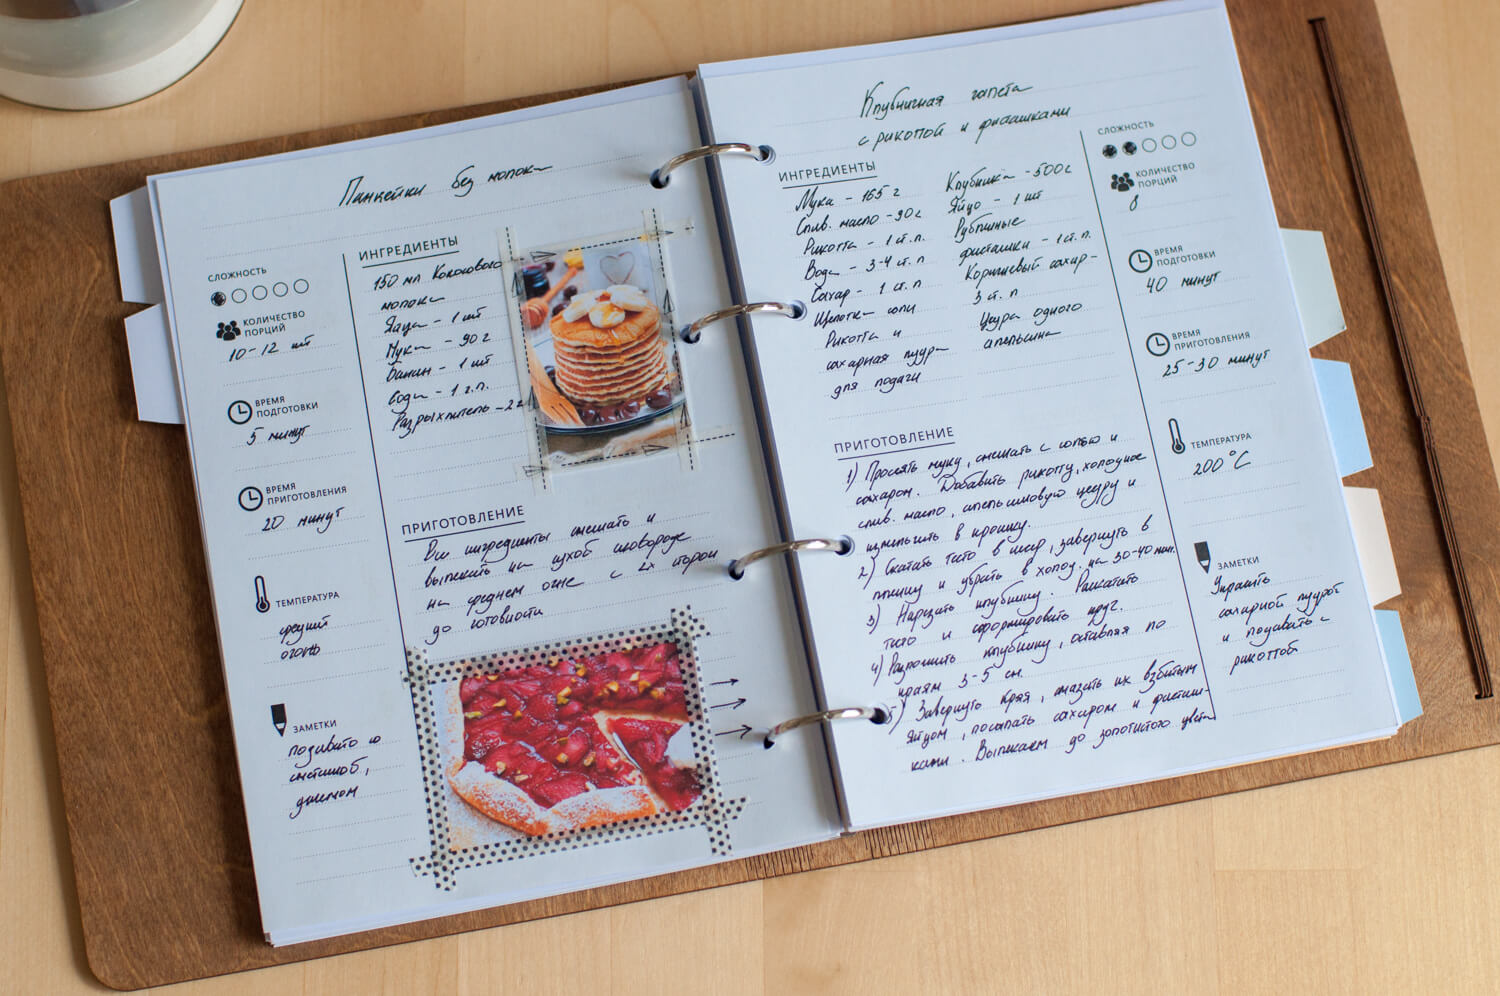 Панкейки без молока
СЛОЖНОСТЬ
КОЛИЧЕСТВО
ПОРЦИЙ
10-12 шт
ВРЕМЯ
ПОДГОТОВКИ
5 минут
ВРЕМЯ
ПРИГОТОВЛЕНИЯ
20 минут
ТЕМПЕРАТУРА
средний
огонь
ЗАМЕТКИ
подавать со
сметаной,
джемом
ИНГРЕДИЕНТЫ
150 мл Кокосового
молока
Яйца - 1 шт
Мука - 90 г
Банан - 1 шт
сода - 1 г.п.
Разрыхлитель - 2 г
ПРИГОТОВЛЕНИЕ
Все ингредиенты смешать и
выпекать на сухой сковороде
на среднем огне с 2х сторон
до готовности
Клубничная галета
с рикотой и фисташками
ИНГРЕДИЕНТЫ
Мука - 165 г
Слив. масло - 90 г
Рикотта - 1 ст. л.
Вода - 3-4 ст. л
Сахар - 1 ст. л
Щепотка соли
Рикотта и
сахарная пудра
для подачи
Клубника - 500 г
Яйцо - 1 шт
Рубленные
фисташки - 1 ст. л.
Коричневый сахар -
3 ст. л
Цедра одного
апельсина
СЛОЖНОСТЬ
КОЛИЧЕСТВО
ПОРЦИЙ
8
ВРЕМЯ
ПОДГОТОВКИ
40 минут
ВРЕМЯ
ПРИГОТОВЛЕНИЯ
25-30 минут
ТЕМПЕРАТУРА
200°C
ЗАМЕТКИ
Украсить
сахарной пудрой
и подавать с
рикоттой
ПРИГОТОВЛЕНИЕ
1) Просеять муку, смешать с солью и
сахаром. Добавить рикотту, холодное
слив. масло, апельсиновую цедру и
измельчить в крошку.
2) Скатать тесто в шар, завернуть в
пленку и убрать в холод. на 30-40 мин.
3) Нарезать клубнику. Раскатать
тесто и сформировать круг.
4) Разложить клубнику, оставляя по
краям 3-5 см.
5) Завернуть края, смазать их взбитым
яйцом, посыпать сахаром и фисташ-
ками. Выпекаем до золотистого цвета